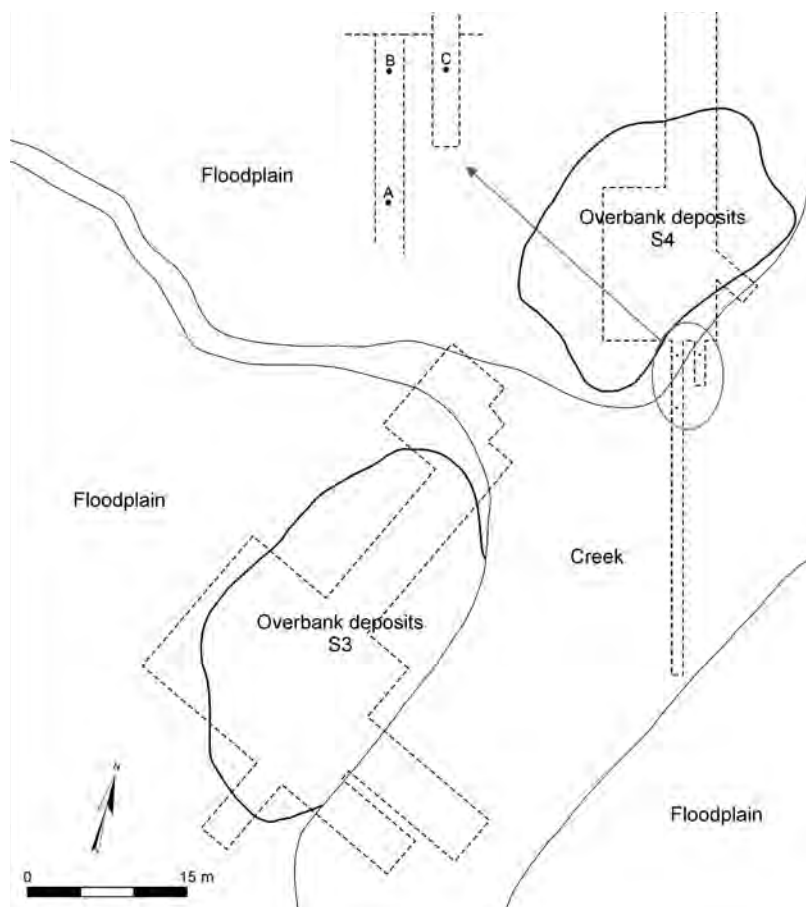 B
C
Floodplain
A
Overbank deposits
S4
Floodplain
Creek
Overbank deposits
S3
N
Floodplain
0
15 m